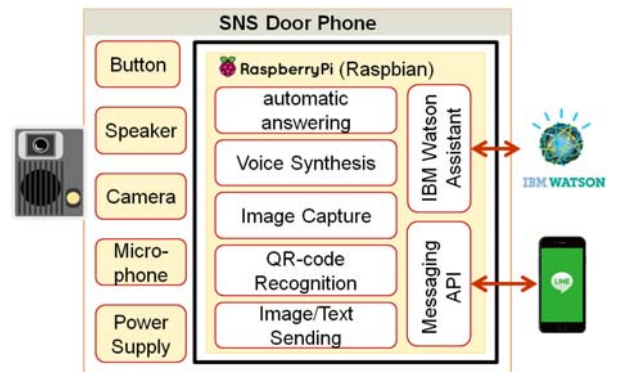 SNS Door Phone
Button
Speaker
Camera
Micro-
phone
Power
Supply
RaspberryPi (Raspbian)
automatic
answering
Voice Synthesis
Image Capture
QR-code
Recognition
Image/Text
Sending
IBM Watson
Assistant
Messaging
API
IBM WATSON
LINE